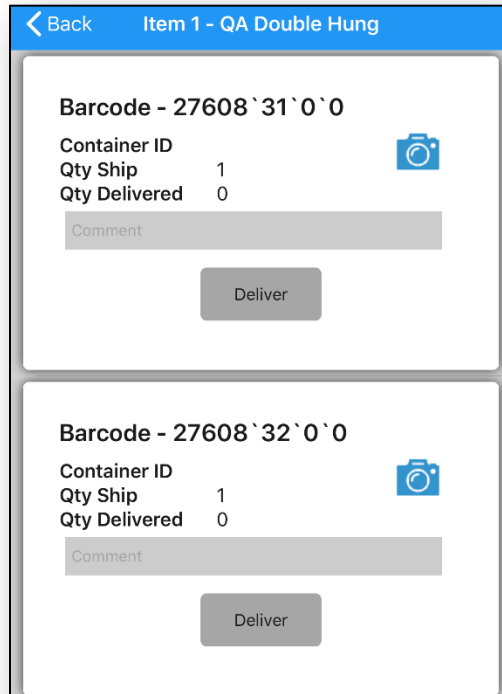 Back Item 1 - QA Double Hung
Barcode - 27608`31`0`0
Container ID
Qty Ship 1
Qty Delivered 0
Comment
Deliver
Barcode - 27608`32`0`0
Container ID
Qty Ship 1
Qty Delivered 0
Comment
Deliver